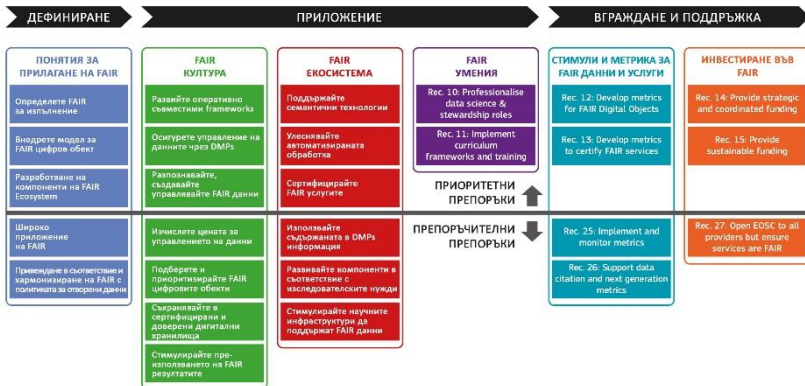 ДЕФИНИРАНЕ
ПРИЛОЖЕНИЕ
ВГРАЖДАНЕ И ПОДДРЪЖКА
ПОНЯТИЯ ЗА
ПРИЛАГАНЕ НА FAIR
Определете FAIR
за изпълнение
Внедрете модел за
FAIR цифров обект
Разработване на
компоненти на FAIR
Ecosystem
Широко
приложение
на FAIR
Привеждане в съответствие и
хармонизиране на FAIR с
политиката за отворени данни
FAIR
КУЛТУРА
Развийте оперативно
съвместими frameworks
Осигурете управление на
данните чрез DMPs
Разпознавайте,
създавайте
управлявайте FAIR данни
Изчислете цената за
управлението на данни
Подберете и
приоритизирайте FAIR
цифровите обекти
Съхранявайте в
сертифицирани и
доверени дигитални
хранилища
Стимулирайте пре-
използването на FAIR
резултатите
FAIR
ЕКОСИСТЕМА
Поддържайте
семантични технологии
Улеснявайте
автоматизираната
обработка
Сертифицирайте
FAIR услугите
Използвайте
съдържаната в DMPs
информация
Развивайте компоненти в
съответствие с
изследователските нужди
Стимулирайте научните
инфраструктури да
поддържат FAIR данни
FAIR
УМЕНИЯ
Rec. 10: Professionalise
data science &
stewardship roles
Rec. 11: Implement
curriculum
frameworks and training
ПРИОРИТЕТНИ
ПРЕПОРЪКИ
ПРЕПОРЪЧИТЕЛНИ
ПРЕПОРЪКИ
СТИМУЛИ И МЕТРИКА ЗА
FAIR ДАННИ И УСЛУГИ
Rec. 12: Develop metrics
for FAIR Digital Objects
Rec. 13: Develop metrics
to certify FAIR services
Rec. 25: Implement and
monitor metrics
Rec. 26: Support data
citation and next generation
metrics
ИНВЕСТИРАНЕ ВЪВ
FAIR
Rec. 14: Provide strategic
and coordinated funding
Rec. 15: Provide
sustainable funding
Rec. 27: Open EOSC to all
providers but ensure
services are FAIR